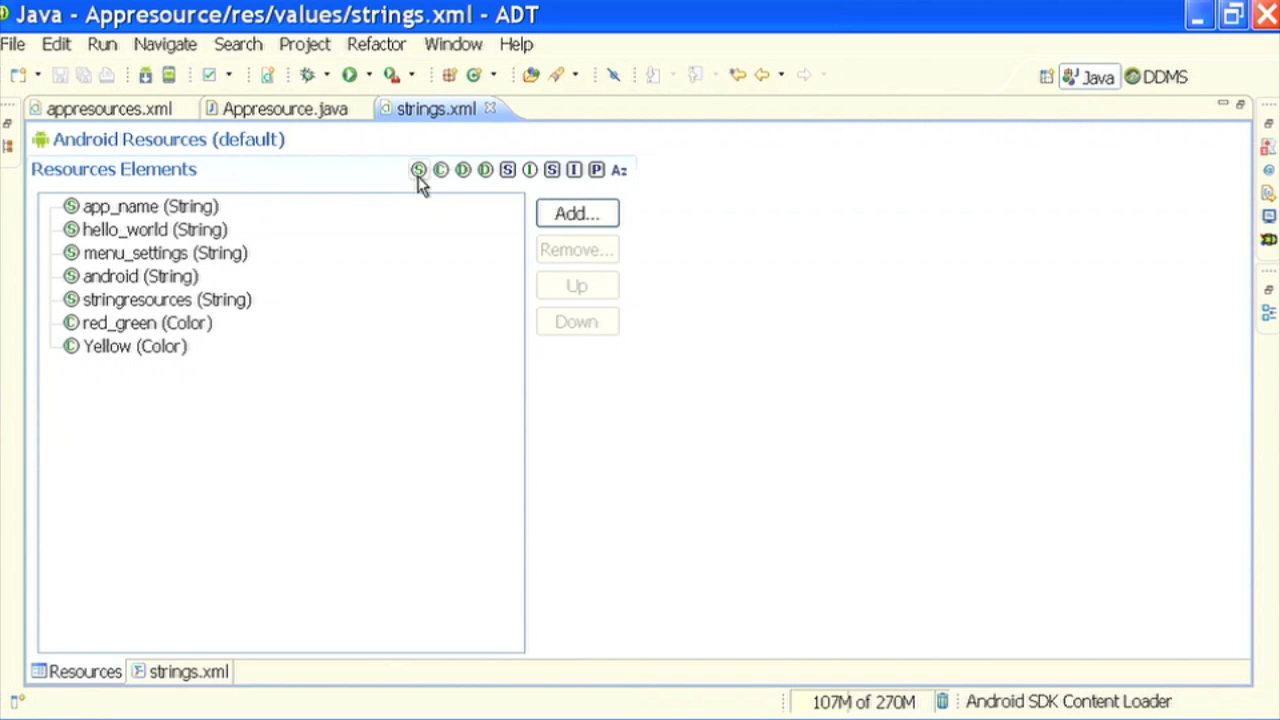 Java - Appresource/res/values/strings.xml - ADT
File Edit Run Navigate Search Project Refactor Window Help
Java DDMS
appresources.xml Appresource.java strings.xml
Android Resources (default)
Resources Elements S C D D S I S I P Az
S app_name (String) Add...
S hello_world (String)
S menu_settings (String) Remove...
S android (String) Up
S stringresources (String)
C red_green (Color) Down
C Yellow (Color)
Resources strings.xml
107M of 270M Android SDK Content Loader